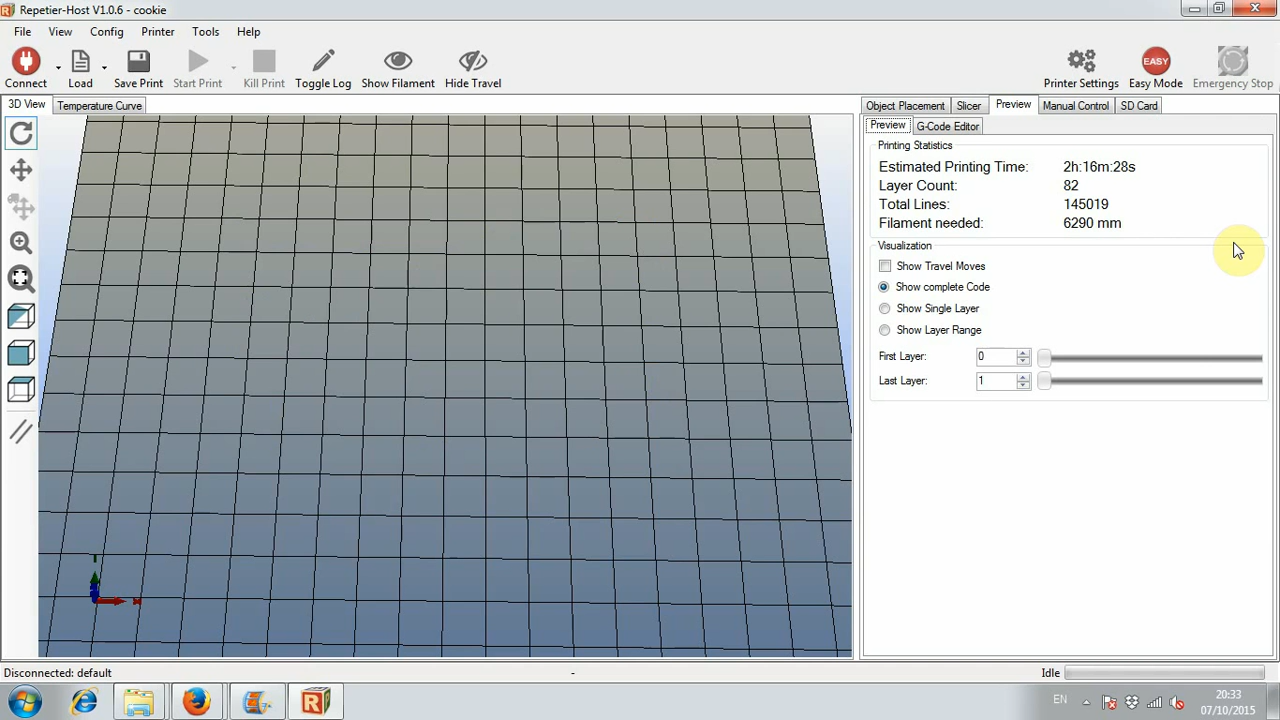 Repetier-Host V1.0.6 - cookie
File View Config Printer Tools Help
Connect Load Save Print Start Print Kill Print Toggle Log Show Filament Hide Travel Printer Settings EASY Easy Mode Emergency Stop
3D View Temperature Curve Object Placement Slicer Preview Manual Control SD Card
Preview G-Code Editor
Printing Statistics
Estimated Printing Time: 2h:16m:28s
Layer Count: 82
Total Lines: 145019
Filament needed: 6290 mm
Visualization
Show Travel Moves
Show complete Code
Show Single Layer
Show Layer Range
First Layer: 0
Last Layer: 1
x
Disconnected: default - Idle
EN 20:33
07/10/2015